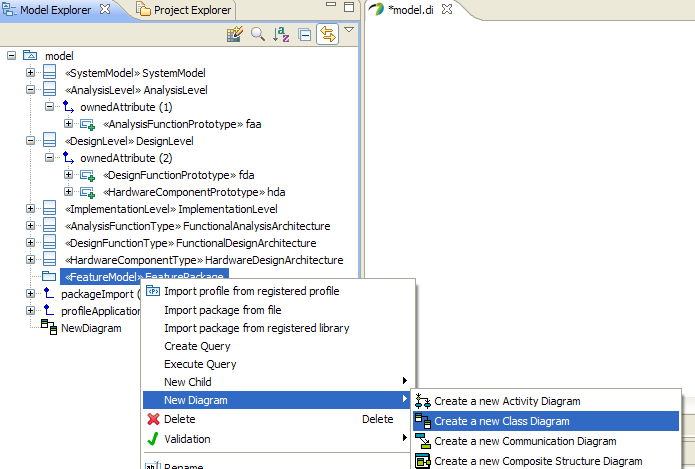 Model Explorer
Project Explorer
*model.di
model
«SystemModel» SystemModel
«AnalysisLevel» AnalysisLevel
ownedAttribute (1)
«AnalysisFunctionPrototype» faa
«DesignLevel» DesignLevel
ownedAttribute (2)
«DesignFunctionPrototype» fda
«HardwareComponentPrototype» hda
«ImplementationLevel» ImplementationLevel
«AnalysisFunctionType» FunctionalAnalysisArchitecture
«DesignFunctionType» FunctionalDesignArchitecture
«HardwareComponentType» HardwareDesignArchitecture
«FeatureModel» FeaturePackage
packageImport (
profileApplication
NewDiagram
Import profile from registered profile
Import package from file
Import package from registered library
Create Query
Execute Query
New Child
New Diagram
Delete Delete
Validation
Rename
Create a new Activity Diagram
Create a new Class Diagram
Create a new Communication Diagram
Create a new Composite Structure Diagram